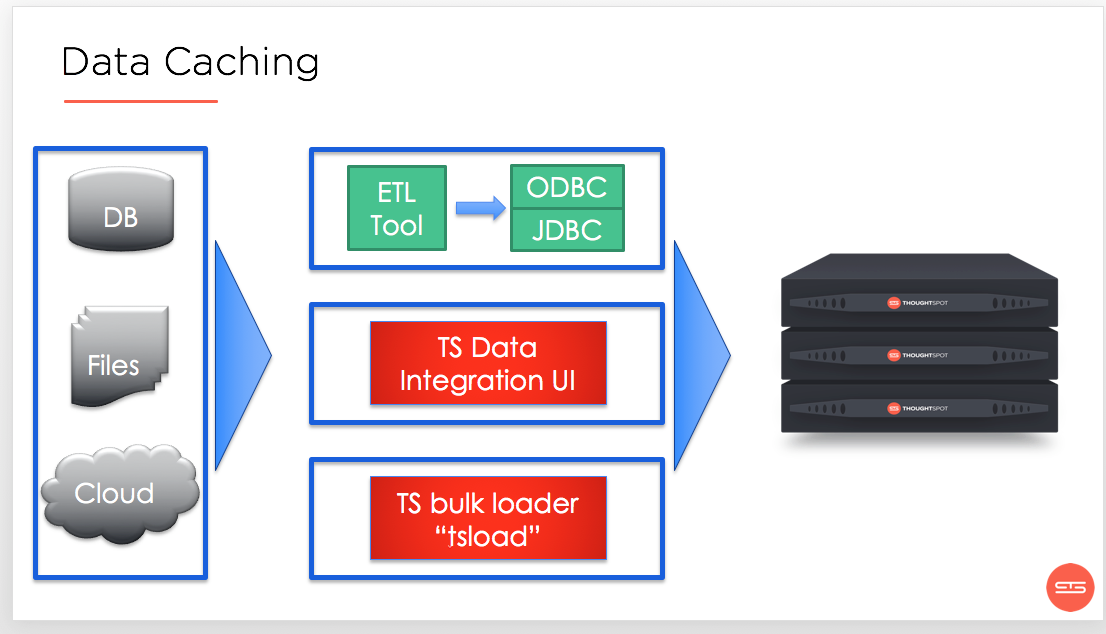 Data Caching
DB
Files
Cloud
ETL
Tool
ODBC
JDBC
TS Data
Integration UI
TS bulk loader
“tsload”
THOUGHTSPOT
THOUGHTSPOT
THOUGHTSPOT